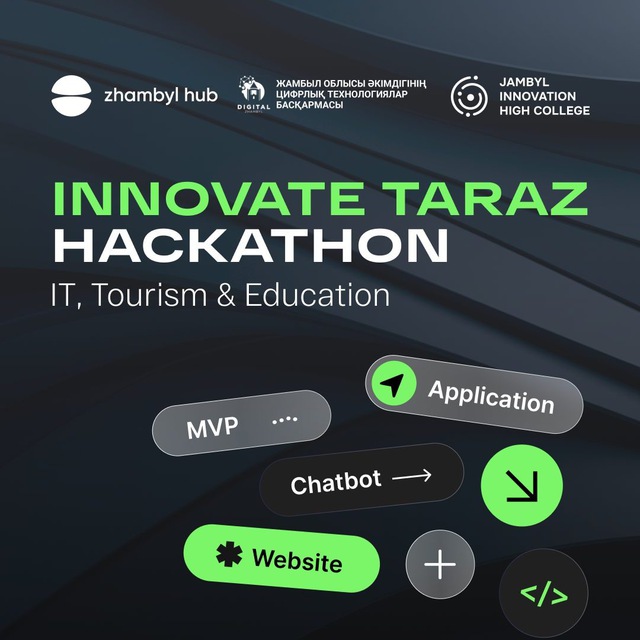 zhambyl hub
DIGITAL
ЖАМБЫЛ ОБЛЫСЫ ӘКІМДІГІНІҢ
ЦИФРЛЫҚ ТЕХНОЛОГИЯЛАР
БАСҚАРМАСЫ
JAMBYL
INNOVATION
HIGH COLLEGE
INNOVATE TARAZ
HACKATHON
IT, Tourism & Education
Application
MVP
Chatbot →
✱ Website
+
</>